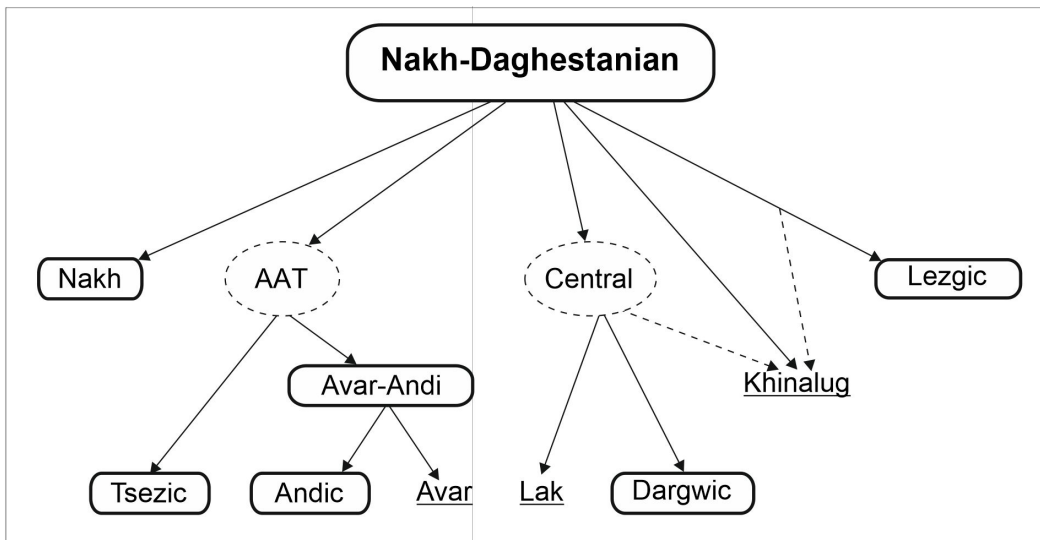 Nakh-Daghestanian
Nakh
AAT
Central
Lezgic
Avar-Andi
Khinalug
Tsezic
Andic
Avar
Lak
Dargwic